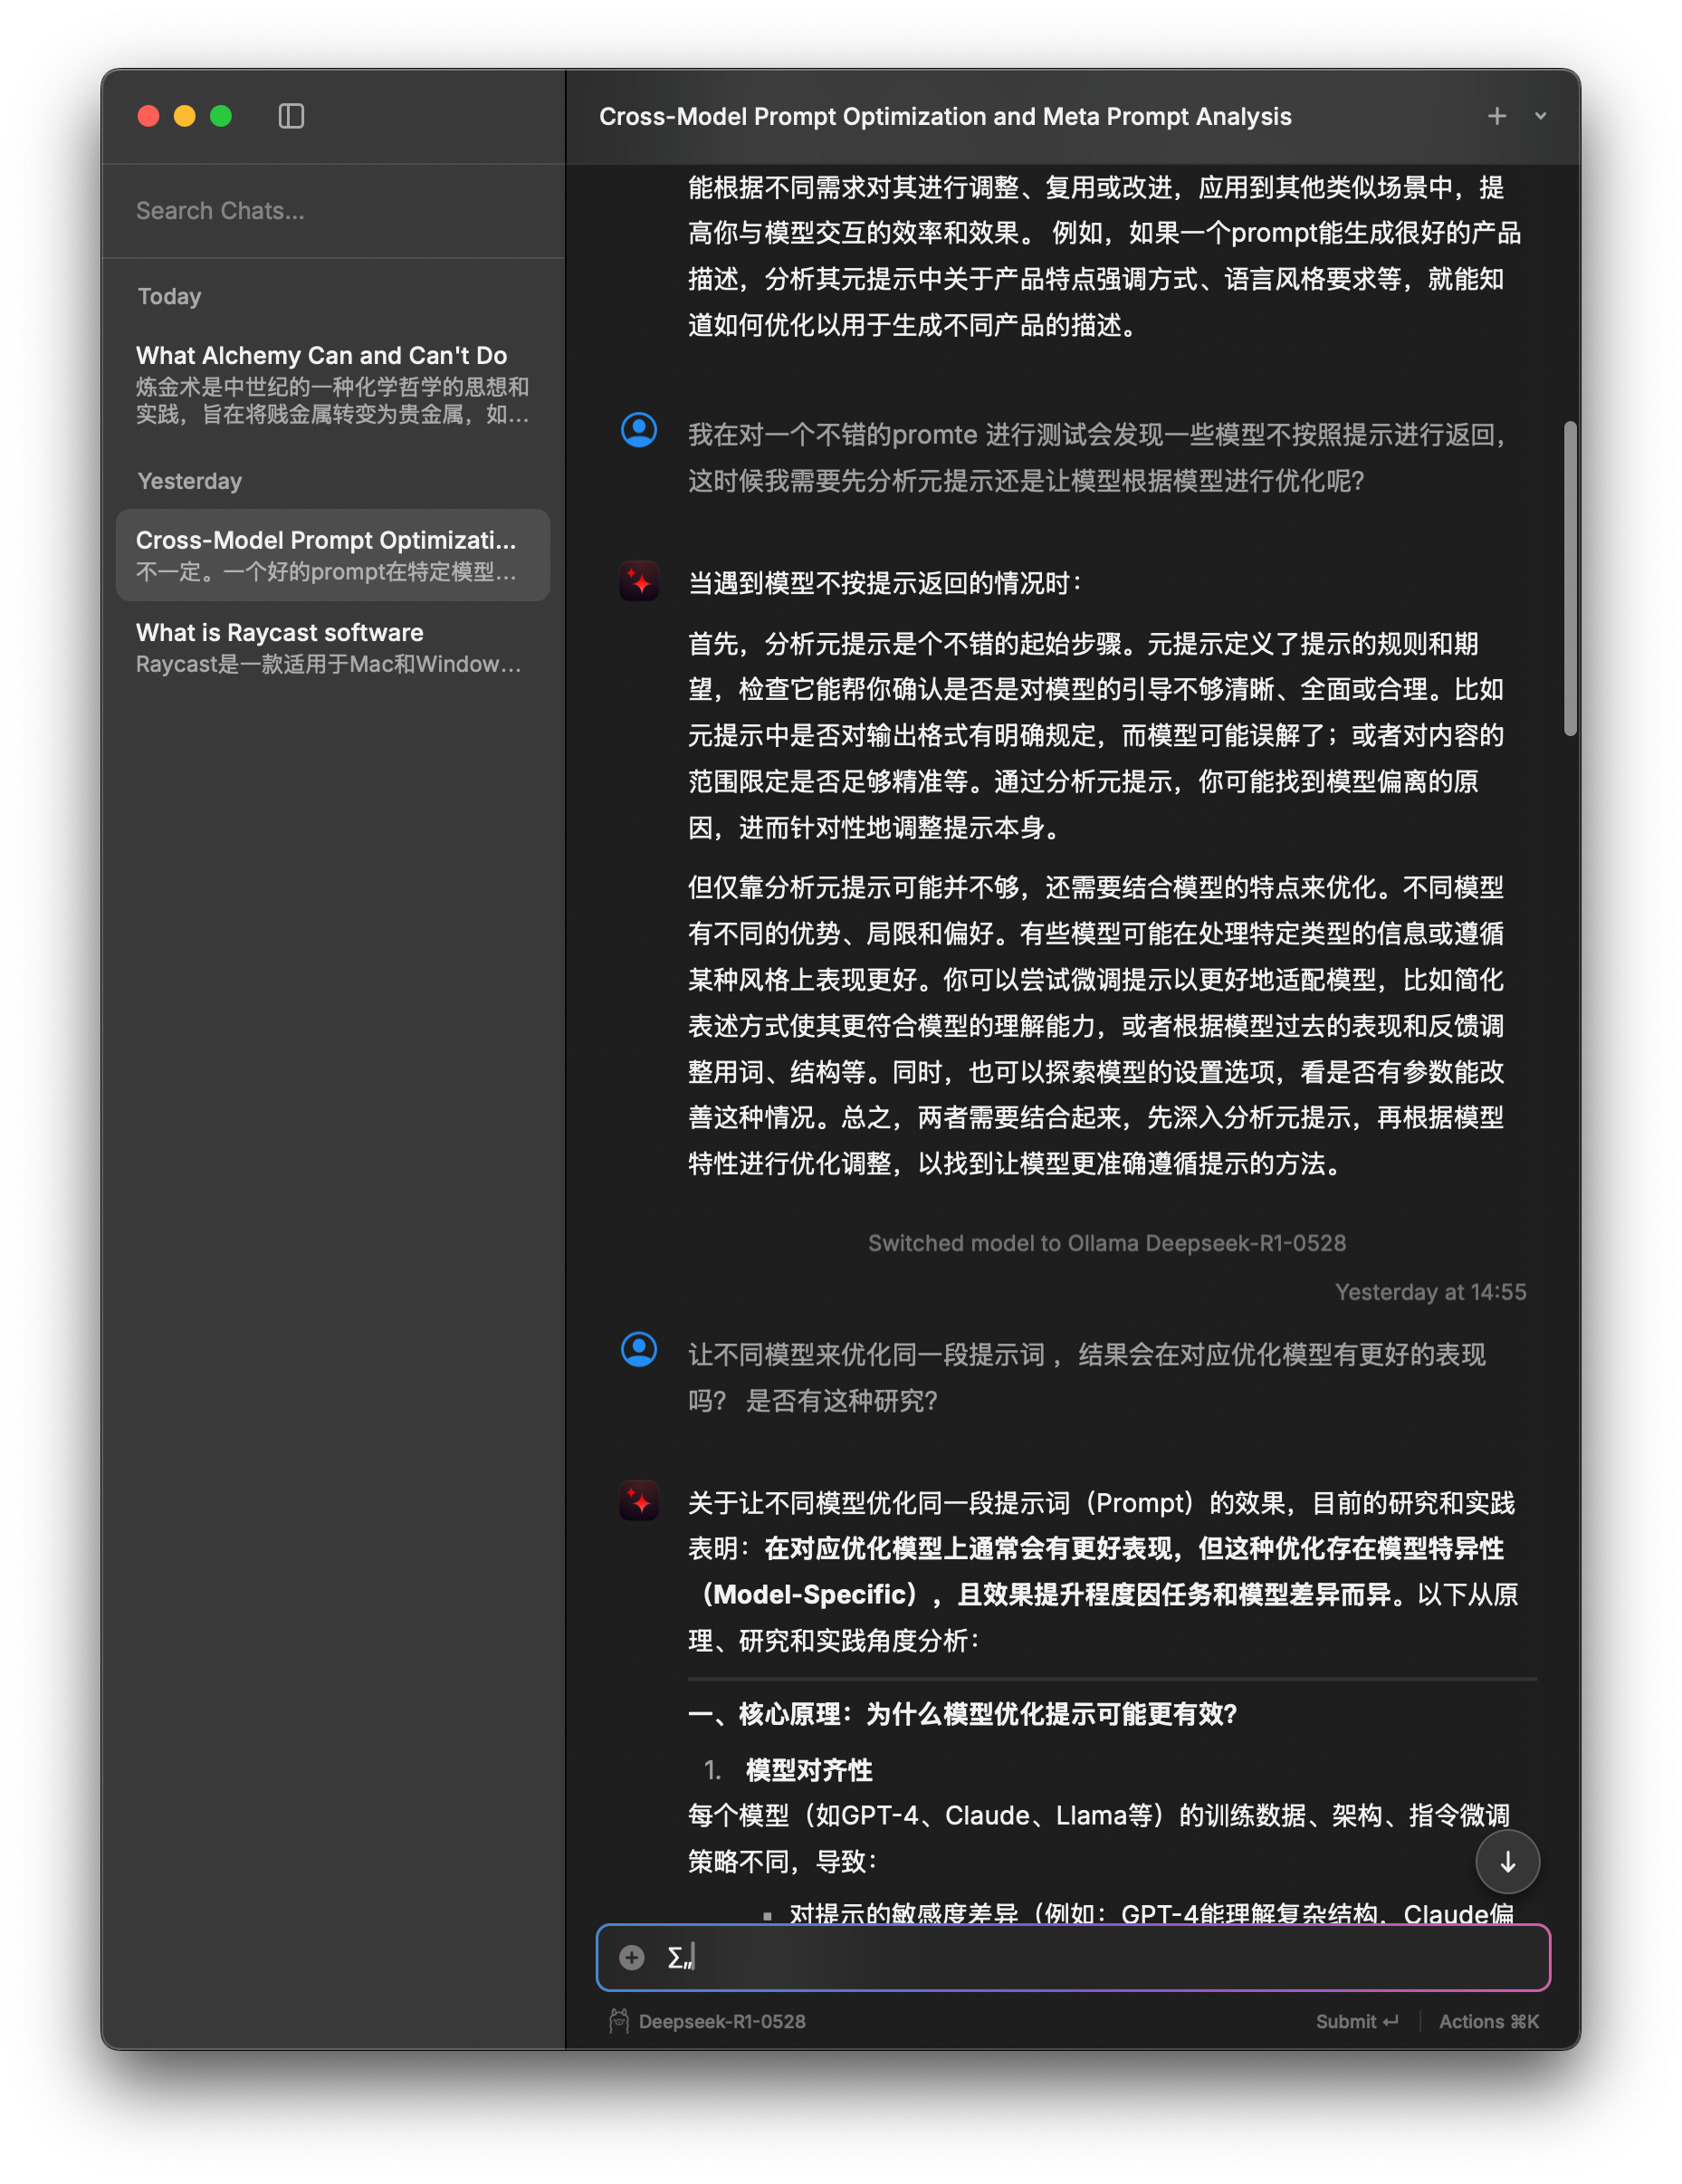 Cross-Model Prompt Optimization and Meta Prompt Analysis
Search Chats...
Today
What Alchemy Can and Can't Do
炼金术是中世纪的一种化学哲学的思想和
实践，旨在将贱金属转变为贵金属，如...
Yesterday
Cross-Model Prompt Optimizati...
不一定。一个好的prompt在特定模型...
What is Raycast software
Raycast是一款适用于Mac和Window...
能根据不同需求对其进行调整、复用或改进，应用到其他类似场景中，提
高你与模型交互的效率和效果。 例如，如果一个prompt能生成很好的产品
描述，分析其元提示中关于产品特点强调方式、语言风格要求等，就能知
道如何优化以用于生成不同产品的描述。
我在对一个不错的promte 进行测试会发现一些模型不按照提示进行返回，
这时候我需要先分析元提示还是让模型根据模型进行优化呢？
当遇到模型不按提示返回的情况时：
首先，分析元提示是个不错的起始步骤。元提示定义了提示的规则和期
望，检查它能帮你确认是否是对模型的引导不够清晰、全面或合理。比如
元提示中是否对输出格式有明确规定，而模型可能误解了；或者对内容的
范围限定是否足够精准等。通过分析元提示，你可能找到模型偏离的原
因，进而针对性地调整提示本身。
但仅靠分析元提示可能并不够，还需要结合模型的特点来优化。不同模型
有不同的优势、局限和偏好。有些模型可能在处理特定类型的信息或遵循
某种风格上表现更好。你可以尝试微调提示以更好地适配模型，比如简化
表述方式使其更符合模型的理解能力，或者根据模型过去的表现和反馈调
整用词、结构等。同时，也可以探索模型的设置选项，看是否有参数能改
善这种情况。总之，两者需要结合起来，先深入分析元提示，再根据模型
特性进行优化调整，以找到让模型更准确遵循提示的方法。
Switched model to Ollama Deepseek-R1-0528
Yesterday at 14:55
让不同模型来优化同一段提示词 ，结果会在对应优化模型有更好的表现
吗？ 是否有这种研究？
关于让不同模型优化同一段提示词（Prompt）的效果，目前的研究和实践
表明：在对应优化模型上通常会有更好表现，但这种优化存在模型特异性
（Model-Specific），且效果提升程度因任务和模型差异而异。以下从原
理、研究和实践角度分析：
一、核心原理：为什么模型优化提示可能更有效？
1. 模型对齐性
每个模型（如GPT-4、Claude、Llama等）的训练数据、架构、指令微调
策略不同，导致：
▪ 对提示的敏感度差异（例如：GPT-4能理解复杂结构，Claude偏
Σ„
Deepseek-R1-0528
Submit ↵
Actions ⌘K